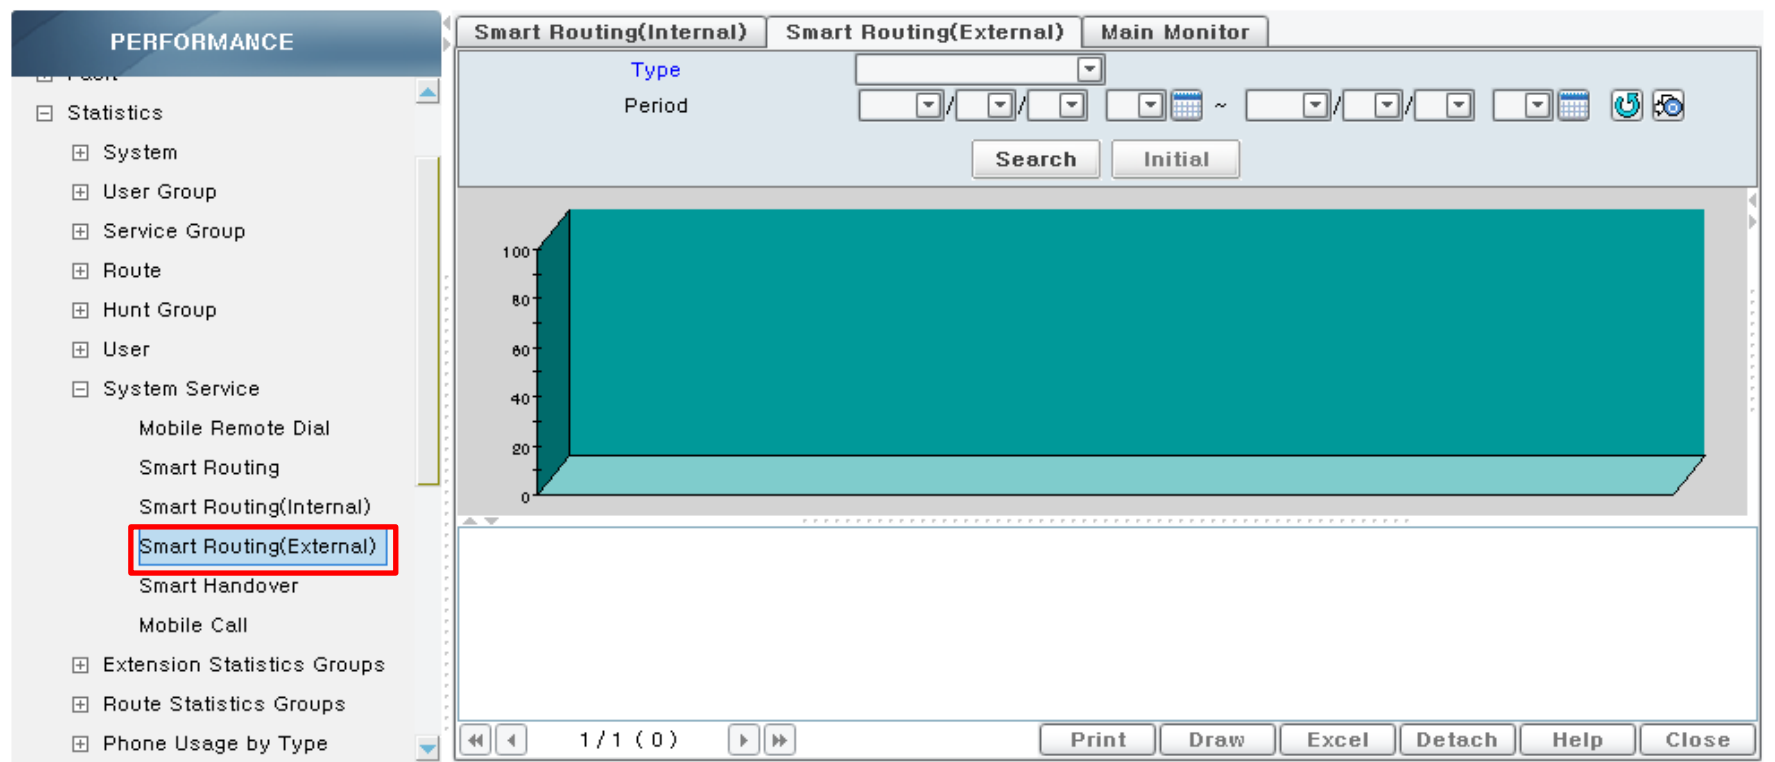 PERFORMANCE
Fault
Statistics
System
User Group
Service Group
Route
Hunt Group
User
System Service
Mobile Remote Dial
Smart Routing
Smart Routing(Internal)
Smart Routing(External)
Smart Handover
Mobile Call
Extension Statistics Groups
Route Statistics Groups
Phone Usage by Type
Smart Routing(Internal) Smart Routing(External) Main Monitor
Type
Period / / ~ / /
Search Initial
100
80
60
40
20
0
1/1 ( 0 ) Print Draw Excel Detach Help Close